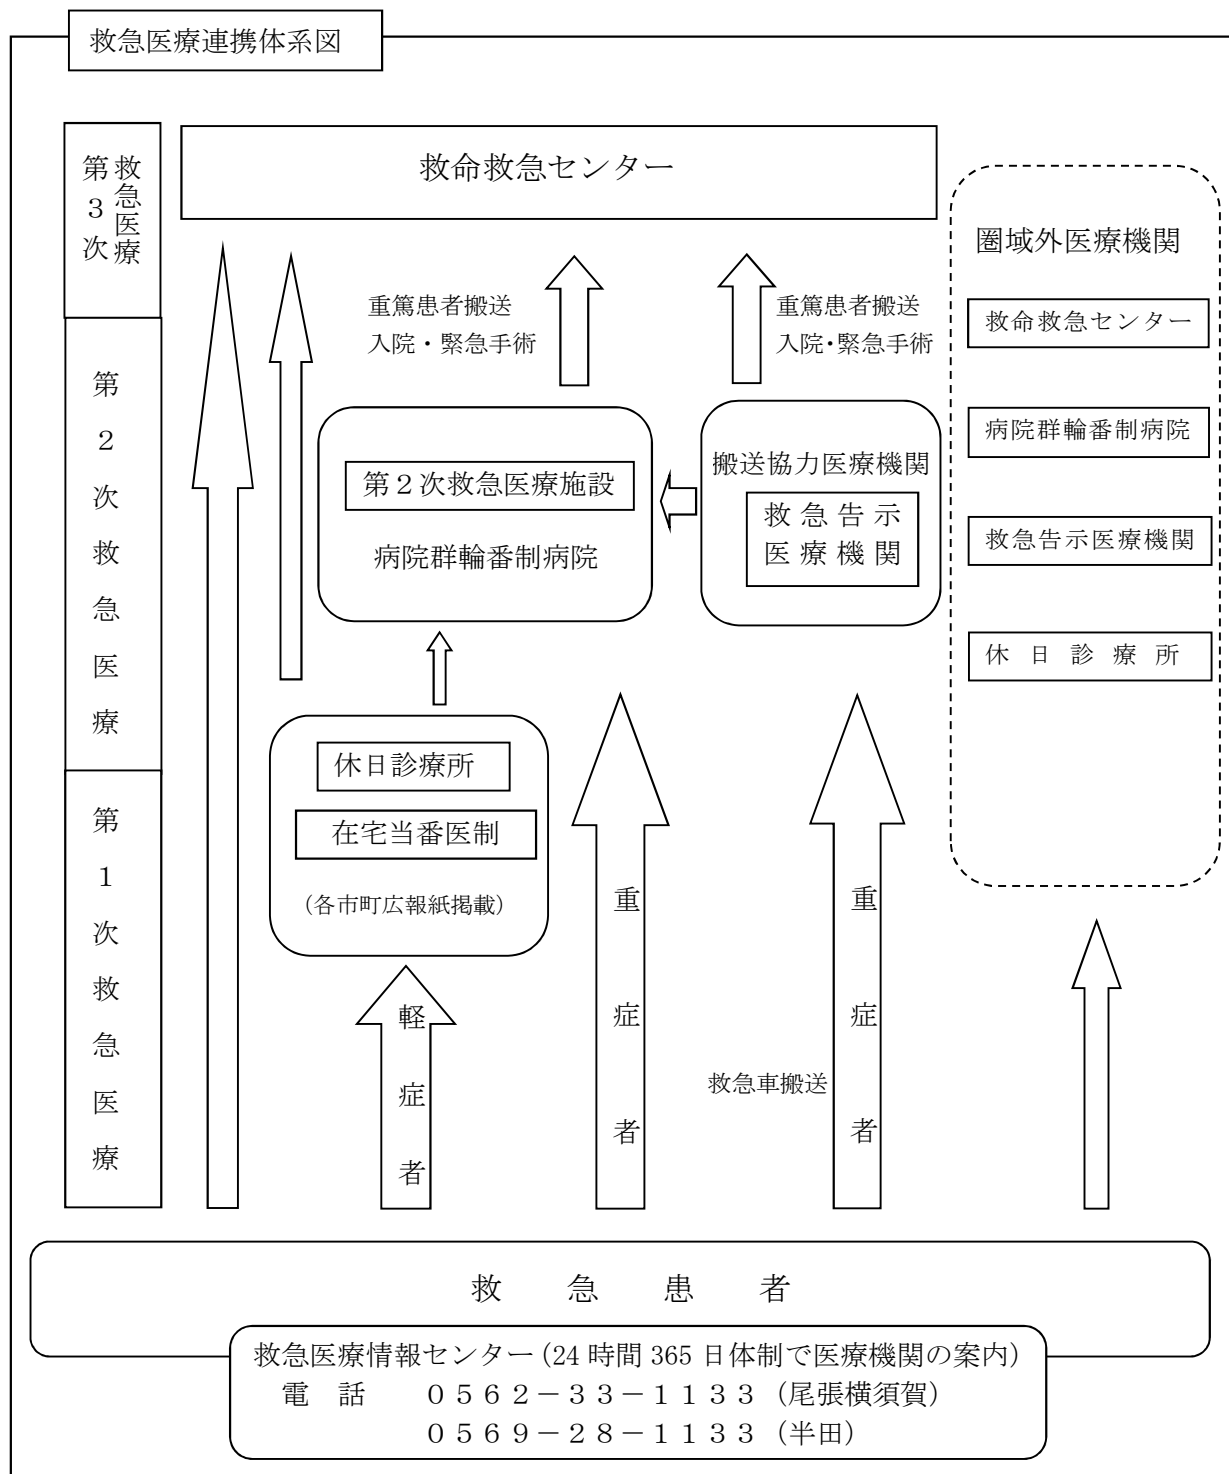 救急医療連携体系図
第３次
救急医療
救命救急センター
圏域外医療機関
救命救急センター
病院群輪番制病院
救急告示医療機関
休日診療所
重篤患者搬送
入院・緊急手術
重篤患者搬送
入院・緊急手術
第２次救急医療
第２次救急医療施設
病院群輪番制病院
搬送協力医療機関
救急告示
医療機関
休日診療所
在宅当番医制
(各市町広報紙掲載)
第１次救急医療
軽症者
重症者
救急車搬送
重症者
救急患者
救急医療情報センター(24時間365日体制で医療機関の案内)
電話　０５６２－３３－１１３３（尾張横須賀）
０５６９－２８－１１３３（半田）